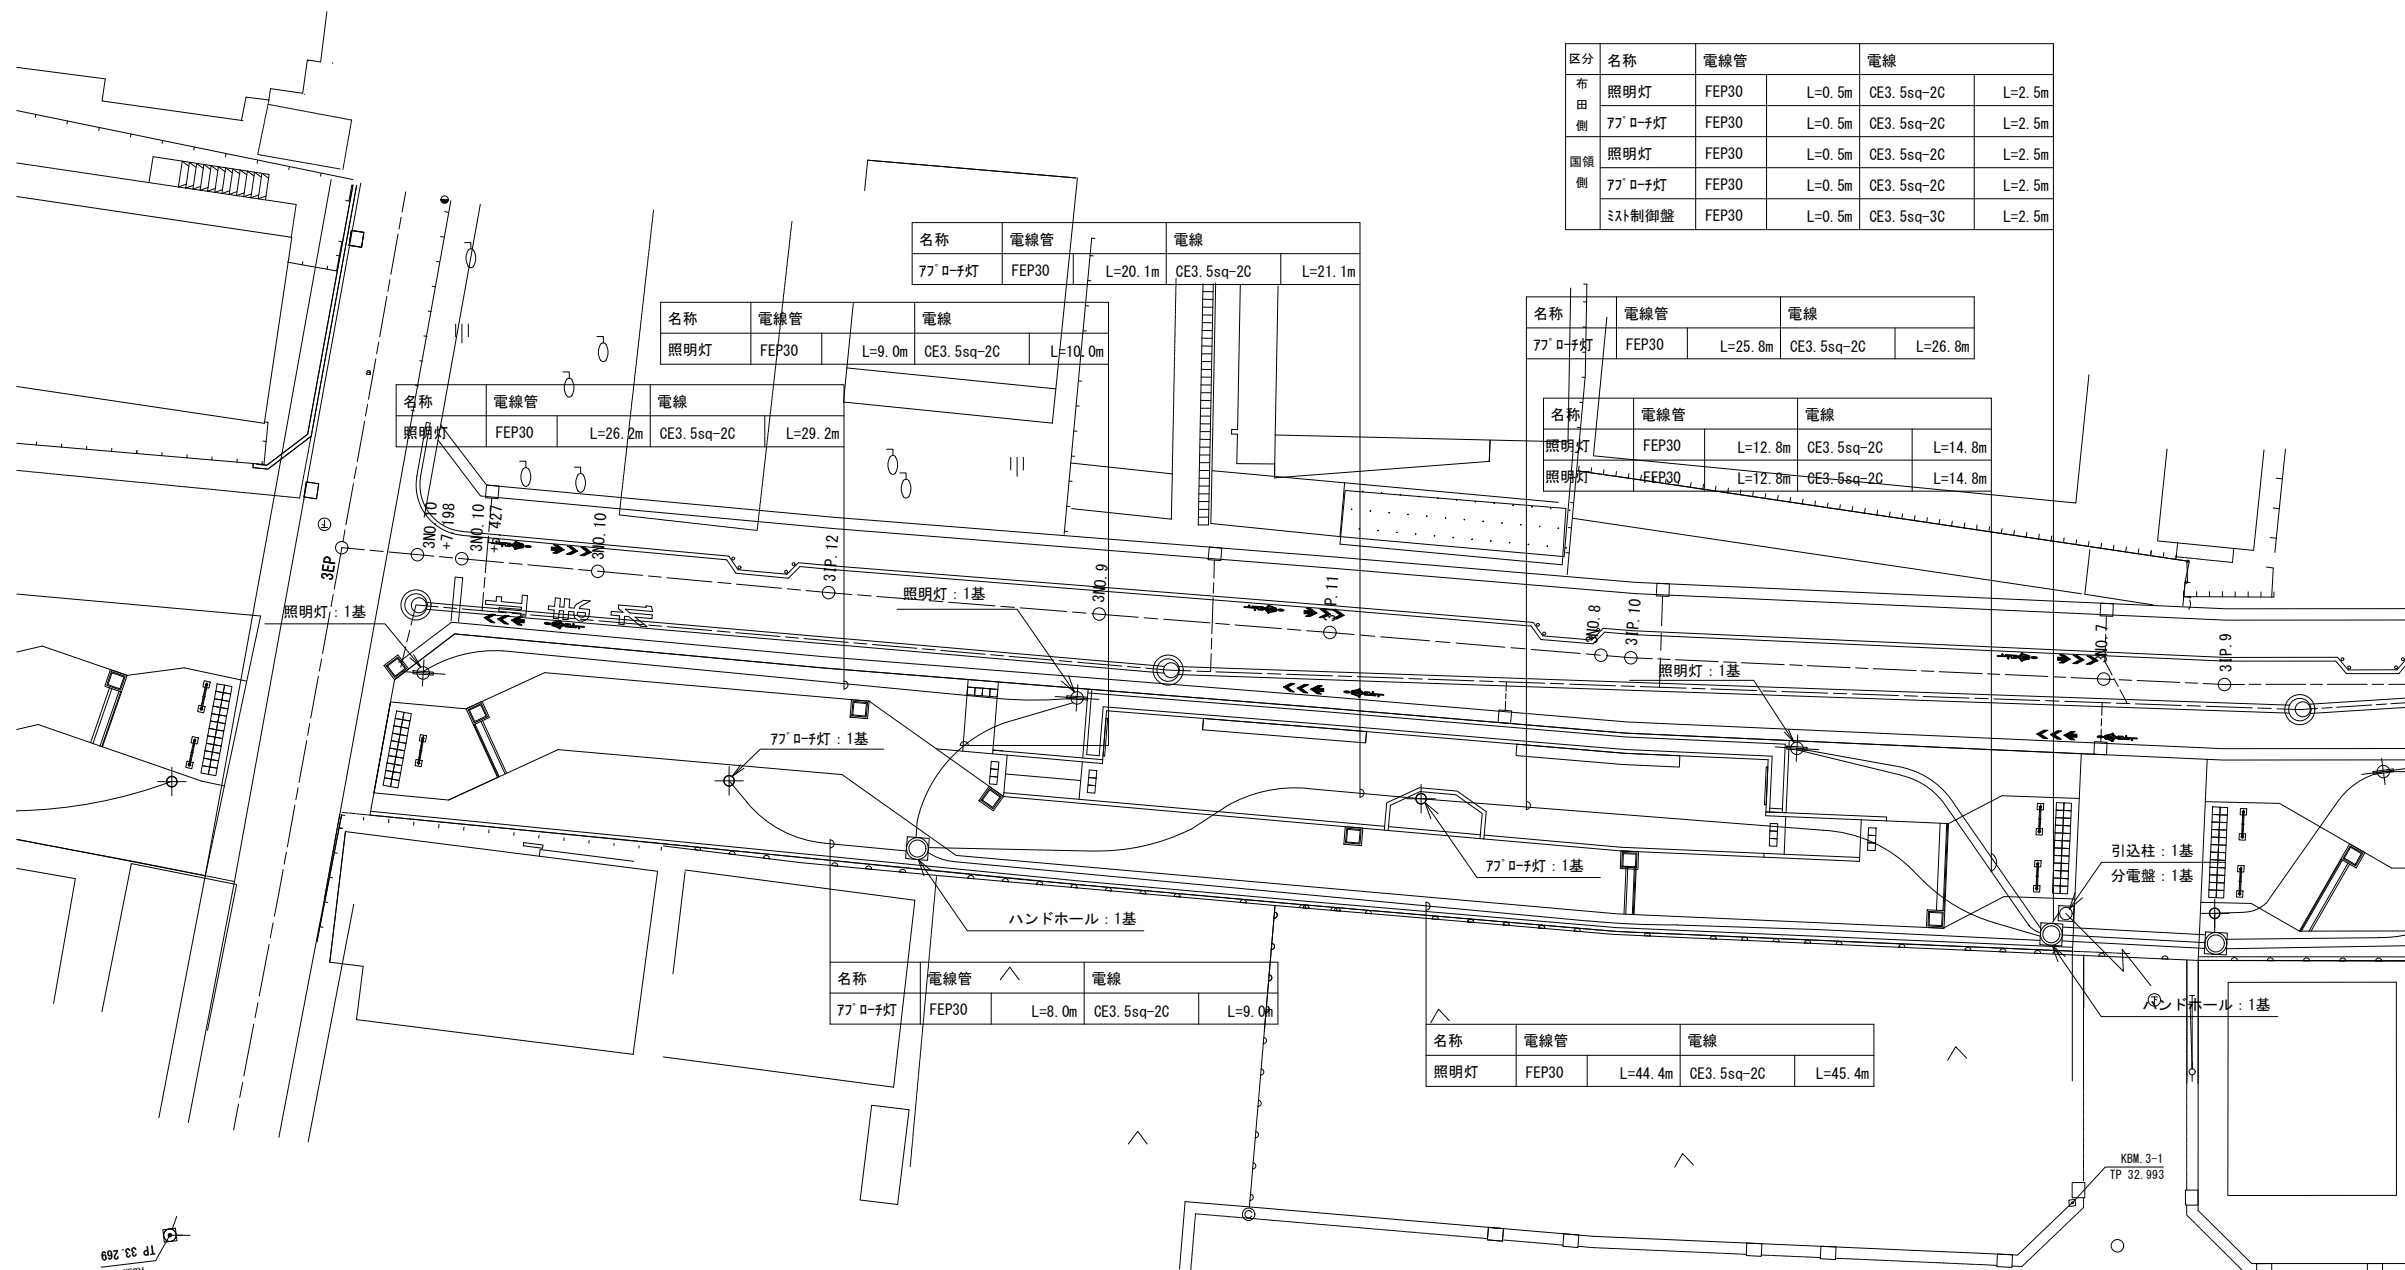 区分 名称 電線管 電線
布田側 照明灯 FEP30 L=0.5m CE3.5sq-2C L=2.5m
ｱﾌﾟﾛｰﾁ灯 FEP30 L=0.5m CE3.5sq-2C L=2.5m
国領側 照明灯 FEP30 L=0.5m CE3.5sq-2C L=2.5m
ｱﾌﾟﾛｰﾁ灯 FEP30 L=0.5m CE3.5sq-2C L=2.5m
ﾐｽﾄ制御盤 FEP30 L=0.5m CE3.5sq-3C L=2.5m
名称 電線管 電線
ｱﾌﾟﾛｰﾁ灯 FEP30 L=20.1m CE3.5sq-2C L=21.1m
名称 電線管 電線
照明灯 FEP30 L=9.0m CE3.5sq-2C L=10.0m
名称 電線管 電線
ｱﾌﾟﾛｰﾁ灯 FEP30 L=25.8m CE3.5sq-2C L=26.8m
名称 電線管 電線
照明灯 FEP30 L=26.2m CE3.5sq-2C L=29.2m
名称 電線管 電線
照明灯 FEP30 L=12.8m CE3.5sq-2C L=14.8m
照明灯 FEP30 L=12.8m CE3.5sq-2C L=14.8m
3EP
3NO.10
+7.198
3NO.10
3NO.10
3IP.12
3NO.9
P.11
3NO.8
3IP.10
3NO.7
3IP.9
照明灯：1基
照明灯：1基
照明灯：1基
ｱﾌﾟﾛｰﾁ灯：1基
ｱﾌﾟﾛｰﾁ灯：1基
引込柱：1基
分電盤：1基
ハンドホール：1基
ハンドホール：1基
名称 電線管 電線
ｱﾌﾟﾛｰﾁ灯 FEP30 L=8.0m CE3.5sq-2C L=9.0m
名称 電線管 電線
照明灯 FEP30 L=44.4m CE3.5sq-2C L=45.4m
KBM.3-1
TP 32.993
TP 33.269